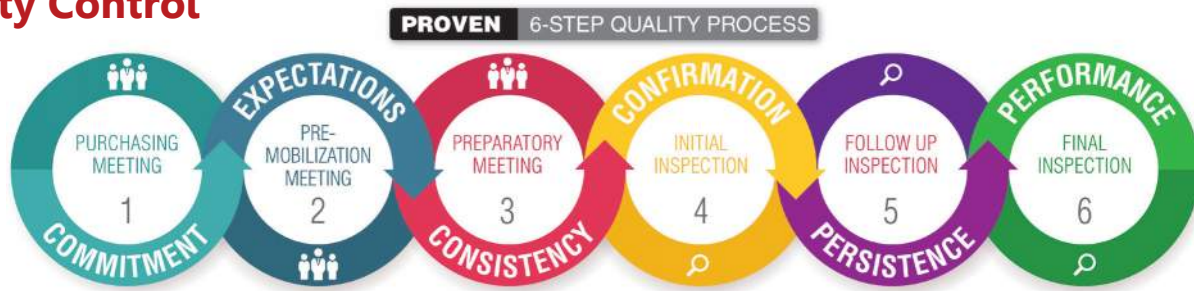 ty Control
PROVEN 6-STEP QUALITY PROCESS
PURCHASING
MEETING
1
COMMITMENT
EXPECTATIONS
PRE-
MOBILIZATION
MEETING
2
PREPARATORY
MEETING
3
CONSISTENCY
CONFIRMATION
INITIAL
INSPECTION
4
FOLLOW UP
INSPECTION
5
PERSISTENCE
PERFORMANCE
FINAL
INSPECTION
6